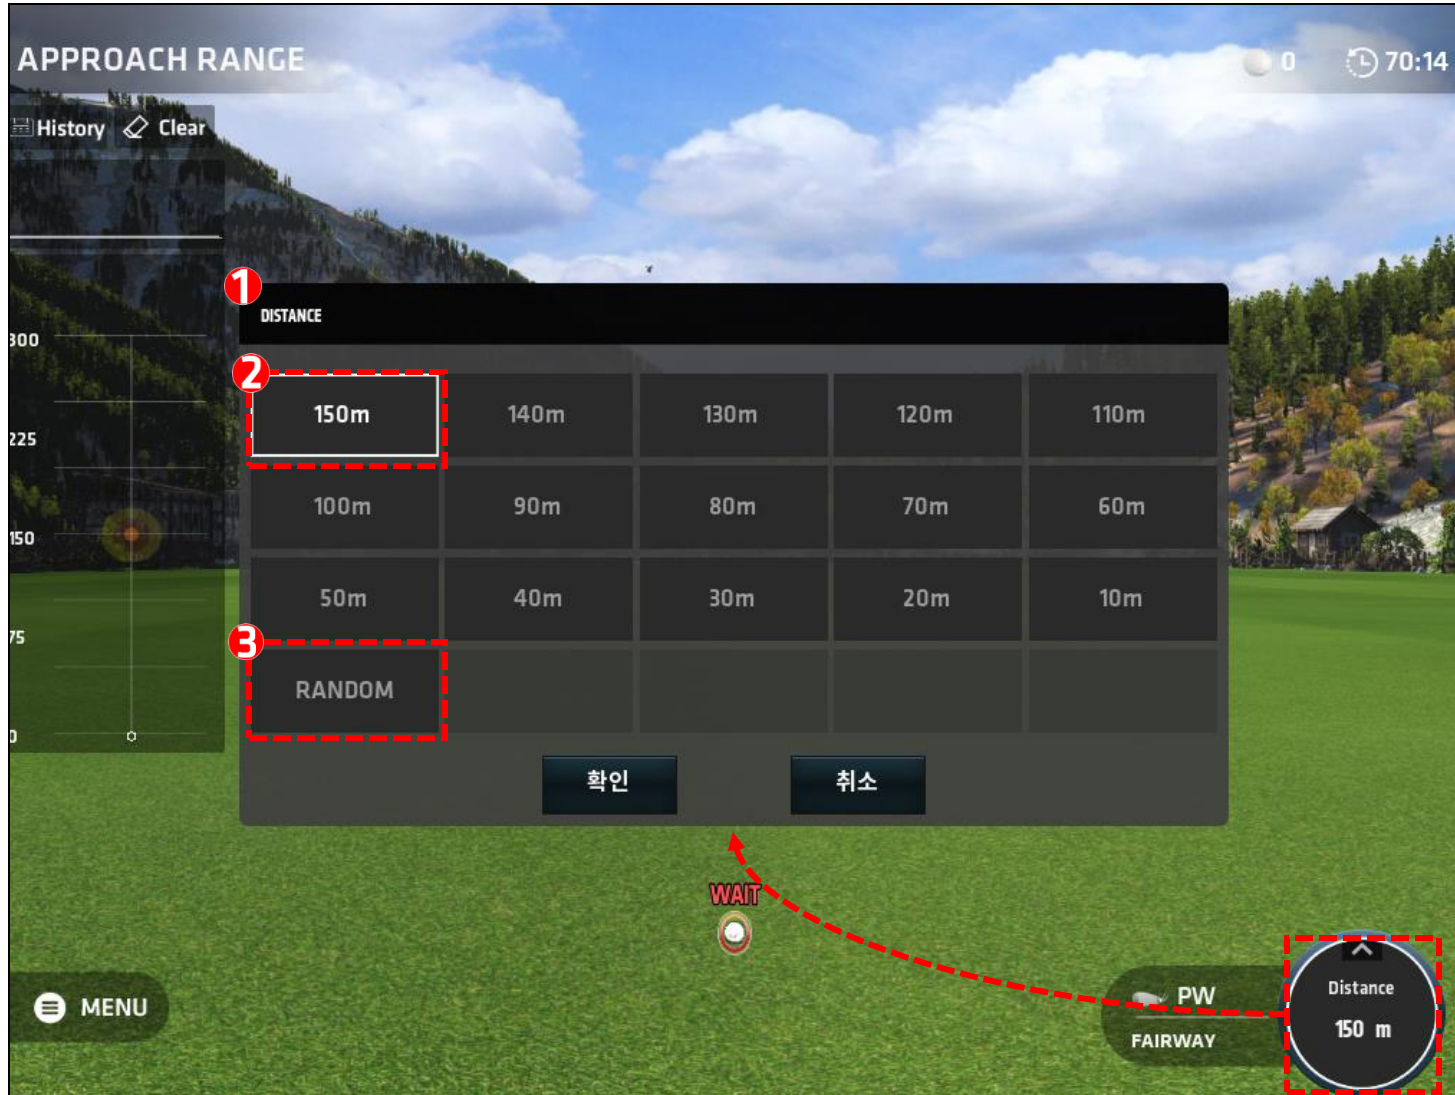 APPROACH RANGE
0
70:14
History
Clear
1
DISTANCE
300
225
150
75
0
2
150m 140m 130m 120m 110m
100m 90m 80m 70m 60m
50m 40m 30m 20m 10m
3
RANDOM
확인 취소
WAIT
MENU
PW
FAIRWAY
Distance
150 m